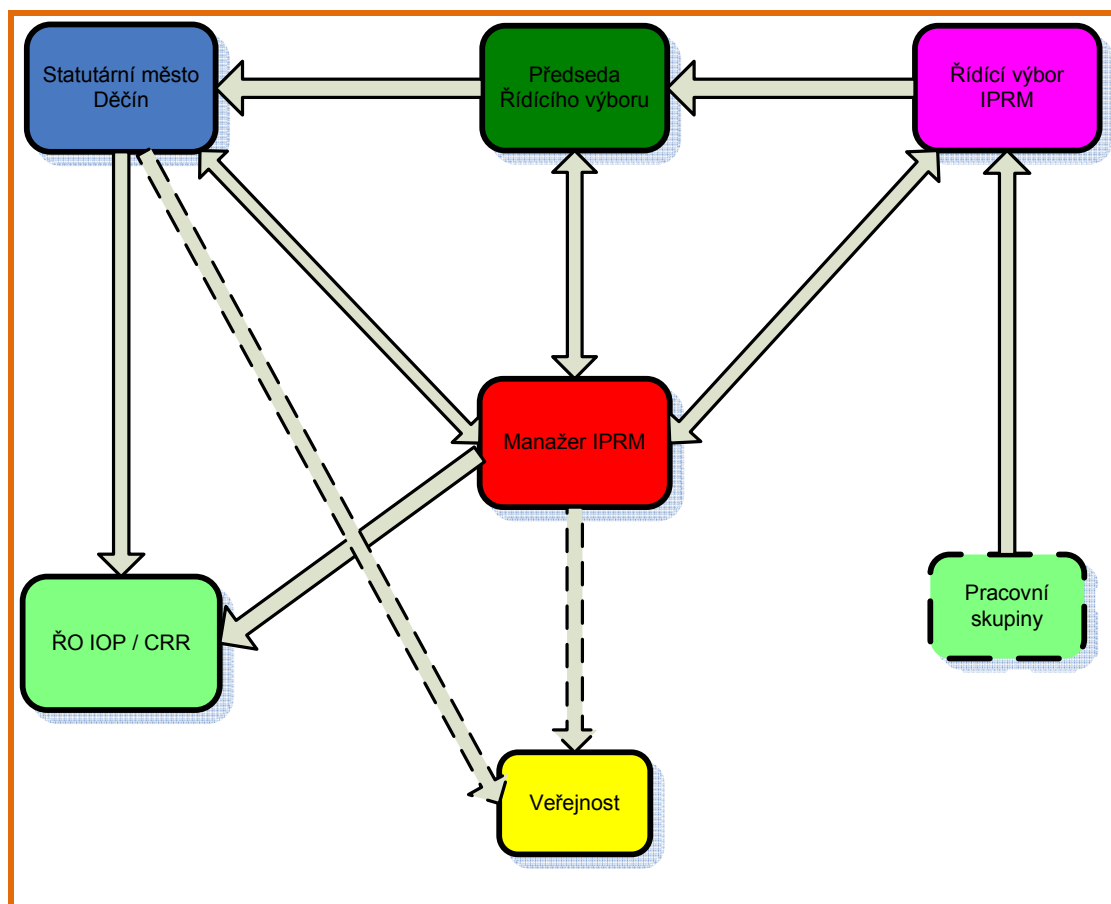 Statutární město
Děčín
Předseda
Řídícího výboru
Řídící výbor
IPRM
Manažer IPRM
ŘO IOP / CRR
Pracovní
skupiny
Veřejnost